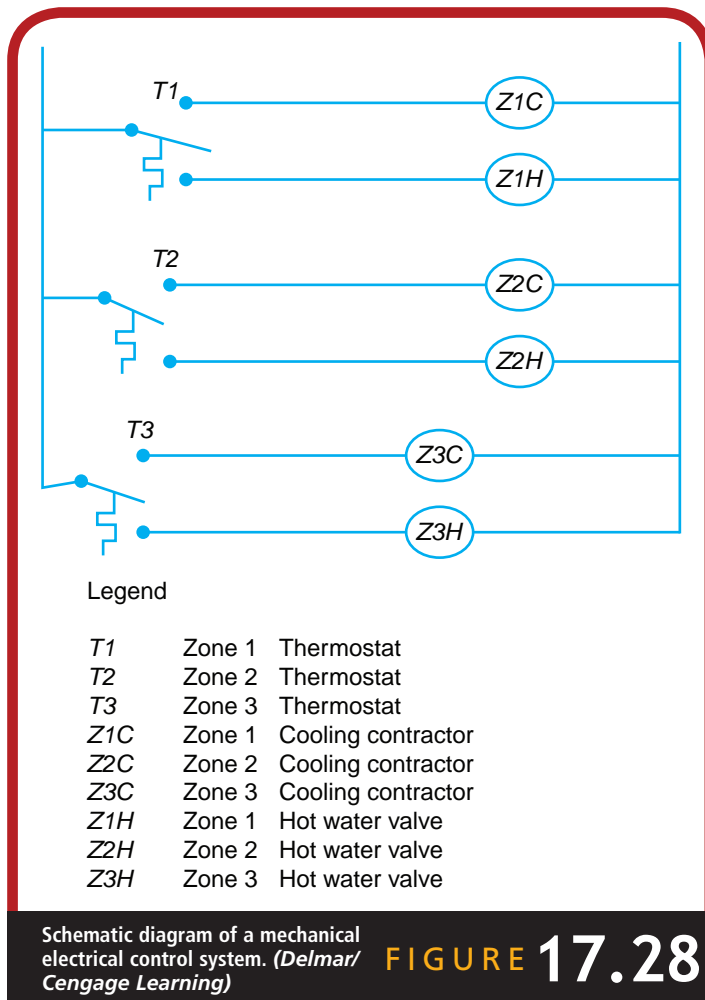 T1
Z1C
Z1H
T2
Z2C
Z2H
T3
Z3C
Z3H
Legend
T1 Zone 1 Thermostat
T2 Zone 2 Thermostat
T3 Zone 3 Thermostat
Z1C Zone 1 Cooling contractor
Z2C Zone 2 Cooling contractor
Z3C Zone 3 Cooling contractor
Z1H Zone 1 Hot water valve
Z2H Zone 2 Hot water valve
Z3H Zone 3 Hot water valve
Schematic diagram of a mechanical
electrical control system. (Delmar/
Cengage Learning)
FIGURE 17.28